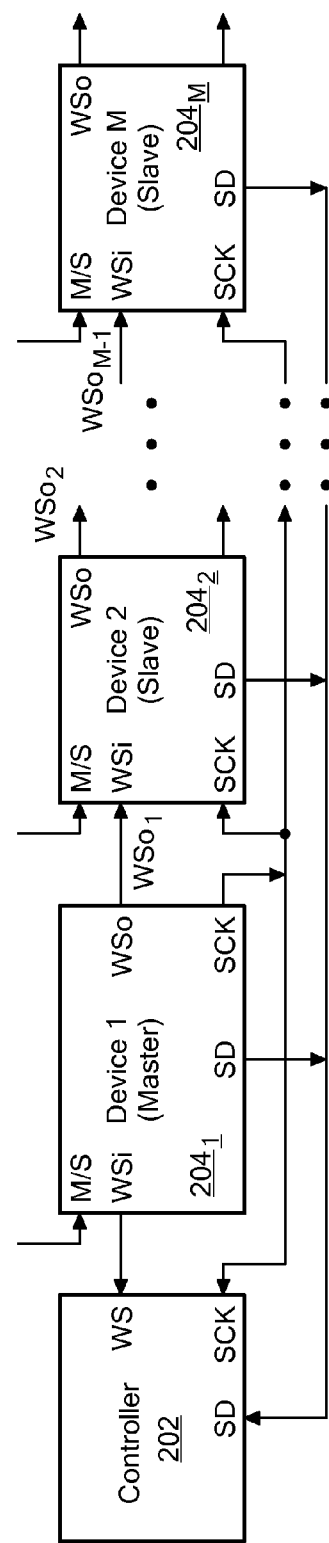 Controller
202
WS
SCK
SD
M/S
WSi
Device 1
(Master)
204₁
SD
WSo
SCK
WSo₁
M/S
WSi
SCK
Device 2
(Slave)
SD
WSo
204₂
WSo₂
WSo_M-1
M/S
WSi
SCK
Device M
(Slave)
SD
WSo
204_M